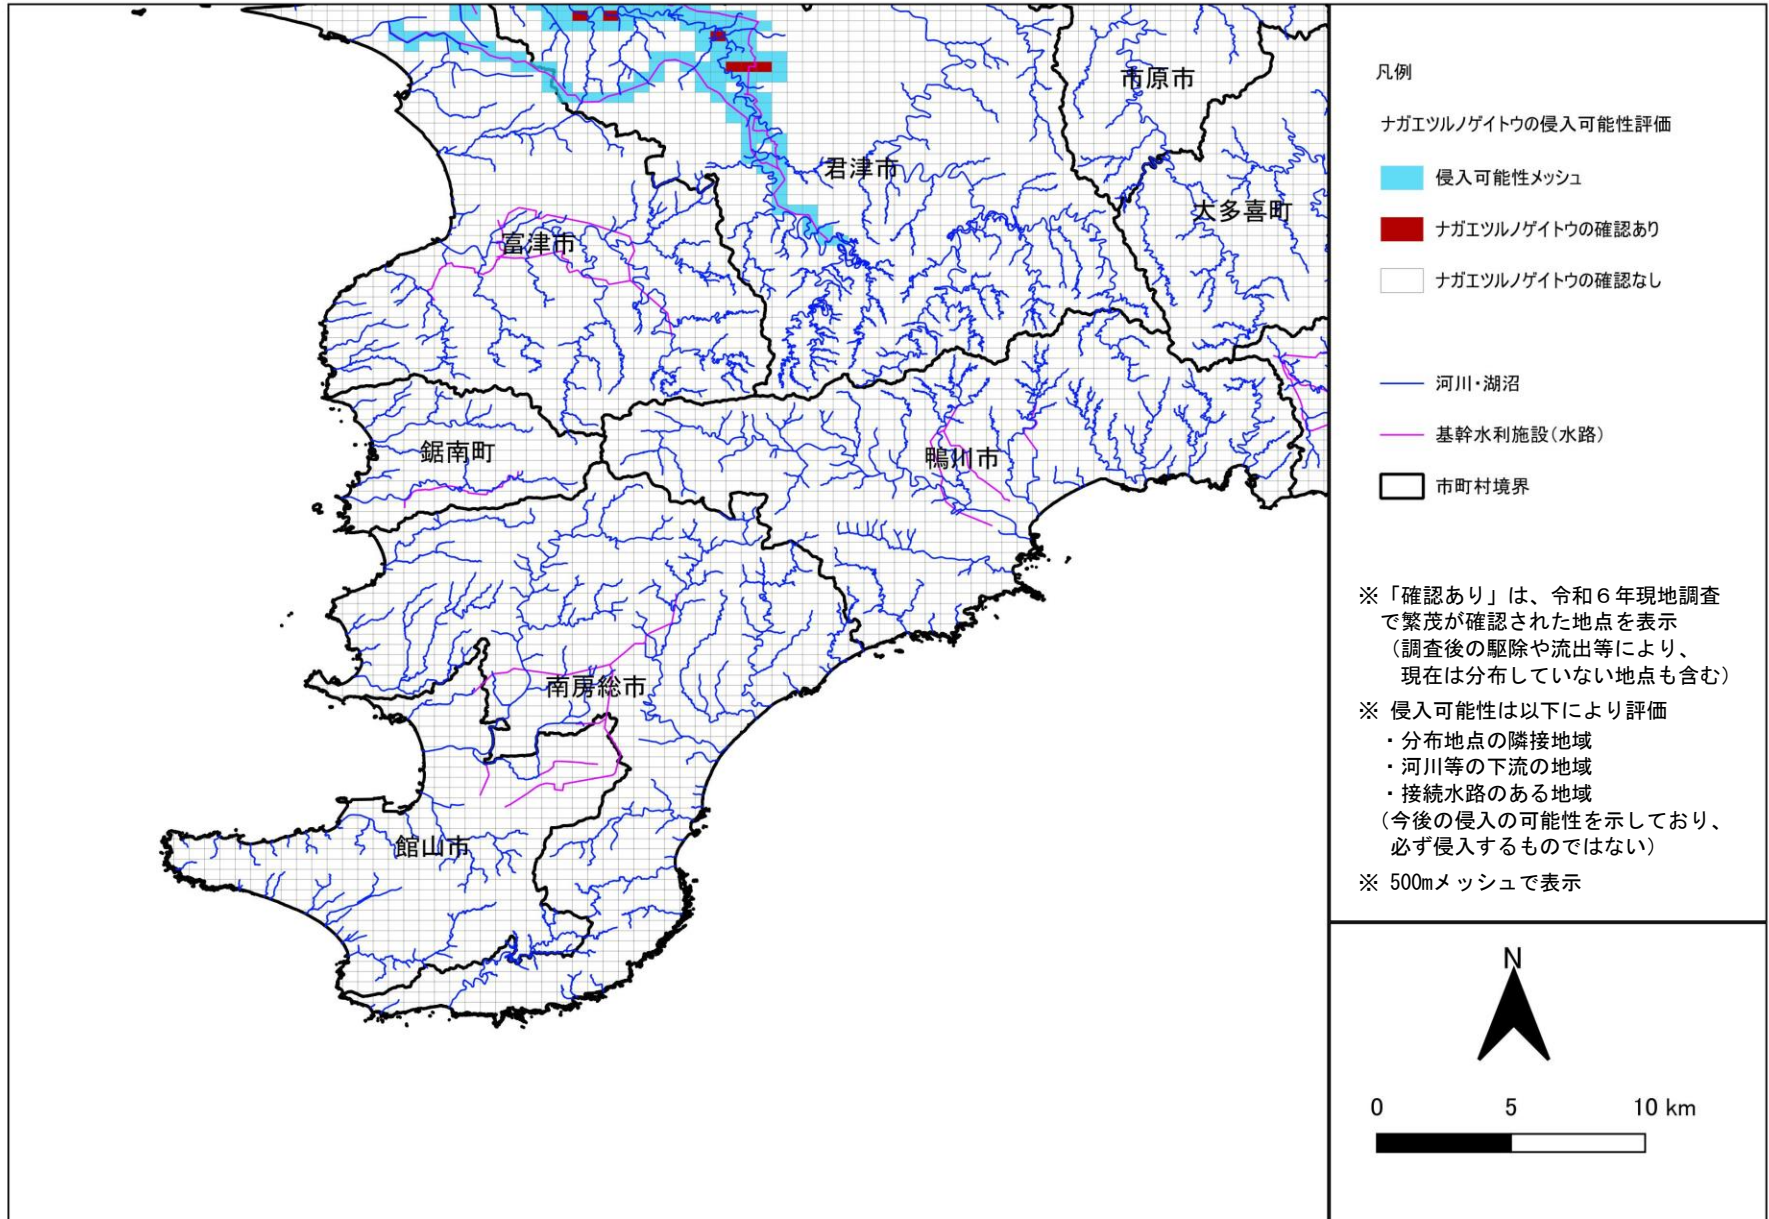 市原市
君津市
大多喜町
富津市
鋸南町
鴨川市
南房総市
館山市
凡例
ナガエツルノゲイトウの侵入可能性評価
侵入可能性メッシュ
ナガエツルノゲイトウの確認あり
ナガエツルノゲイトウの確認なし
河川・湖沼
基幹水利施設(水路)
市町村境界
※「確認あり」は、令和6年現地調査
で繁茂が確認された地点を表示
(調査後の駆除や流出等により、
現在は分布していない地点も含む)
※ 侵入可能性は以下により評価
・分布地点の隣接地域
・河川等の下流の地域
・接続水路のある地域
(今後の侵入の可能性を示しており、
必ず侵入するものではない)
※ 500mメッシュで表示
N
0 5 10 km